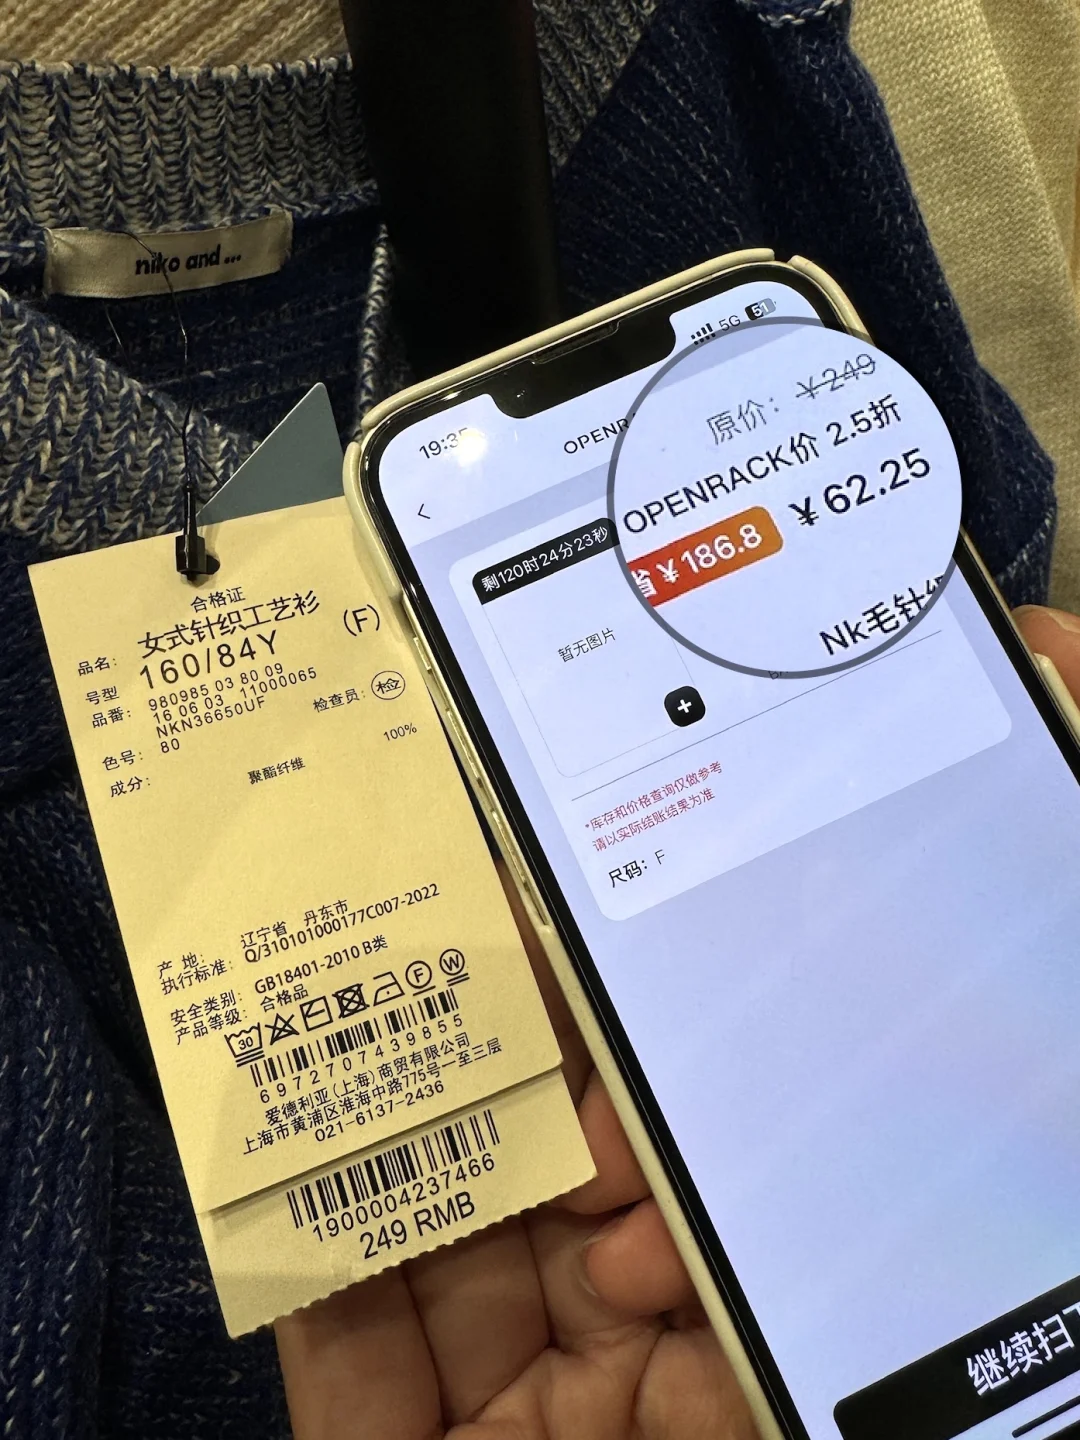 niko and ...
合格证
品名： 女式针织工艺衫 (F)
号型 160/84Y
品番： 980985 03 80 09
16 06 03 11000065
NKN36650UF 检查员： 检
色号： 80
成分： 聚酯纤维 100%
产 地： 辽宁省 丹东市
执行标准： Q/310101000177C007-2022
安全类别： GB18401-2010 B类
产品等级： 合格品
30 F W
6972707439855
爱德利亚(上海)商贸有限公司
上海市黄浦区淮海中路775号一至三层
021-6137-2436
1900004237466
249 RMB
19:35 5G 51
OPENR
剩120时24分23秒
暂无图片
原价：¥249
OPENRACK价 2.5折
省¥186.8 ¥62.25
Nk毛针织
*库存和价格查询仅做参考
请以实际结账结果为准
尺码：F
继续扫